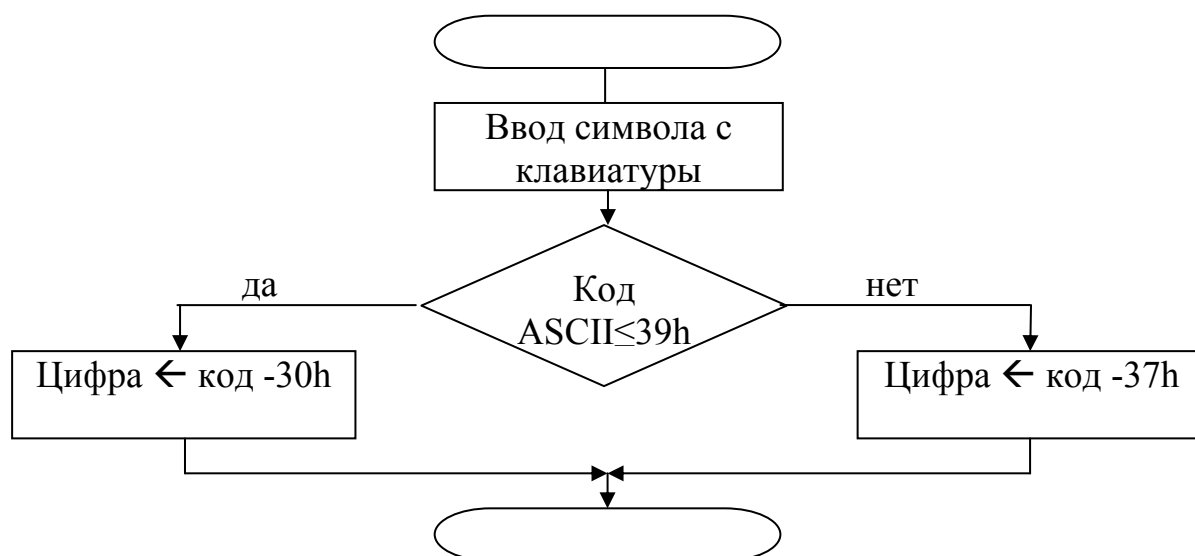 Ввод символа с
клавиатуры
да
Код
ASCII≤39h
нет
Цифра ← код -30h
Цифра ← код -37h